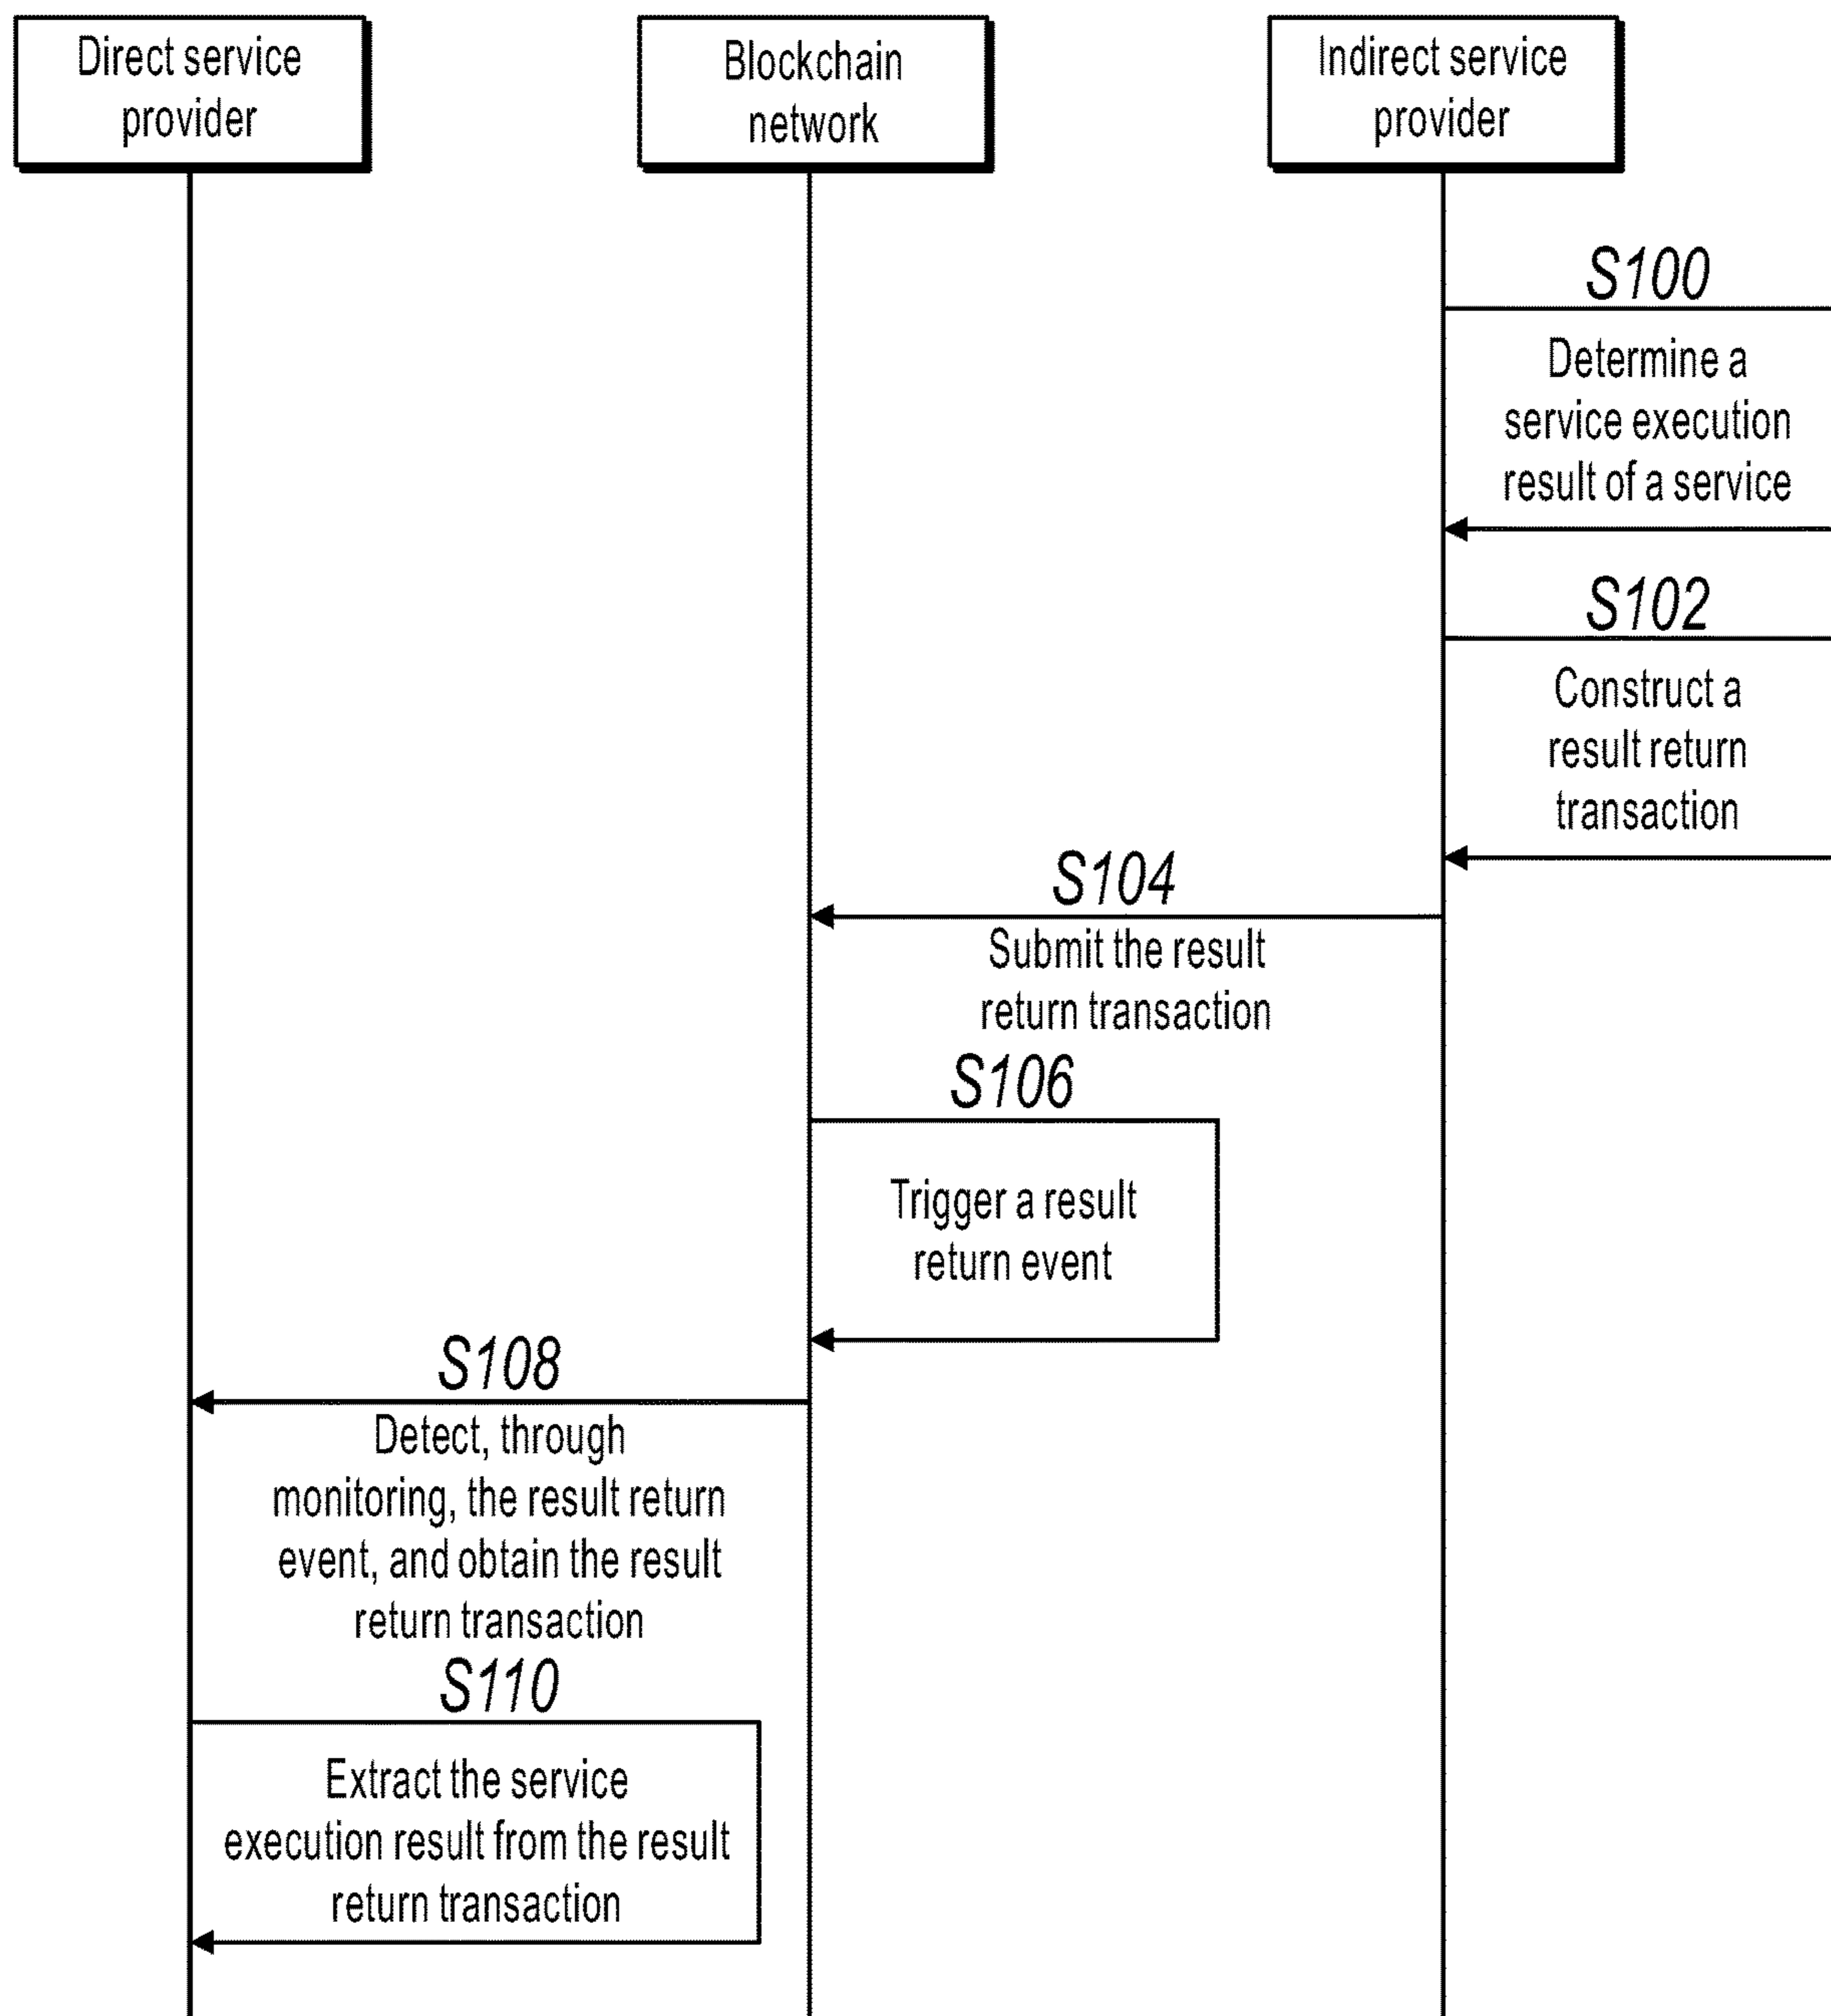 Direct service
provider
Blockchain
network
Indirect service
provider
S100
Determine a
service execution
result of a service
S102
Construct a
result return
transaction
S104
Submit the result
return transaction
S106
Trigger a result
return event
S108
Detect, through
monitoring, the result return
event, and obtain the result
return transaction
S110
Extract the service
execution result from the result
return transaction